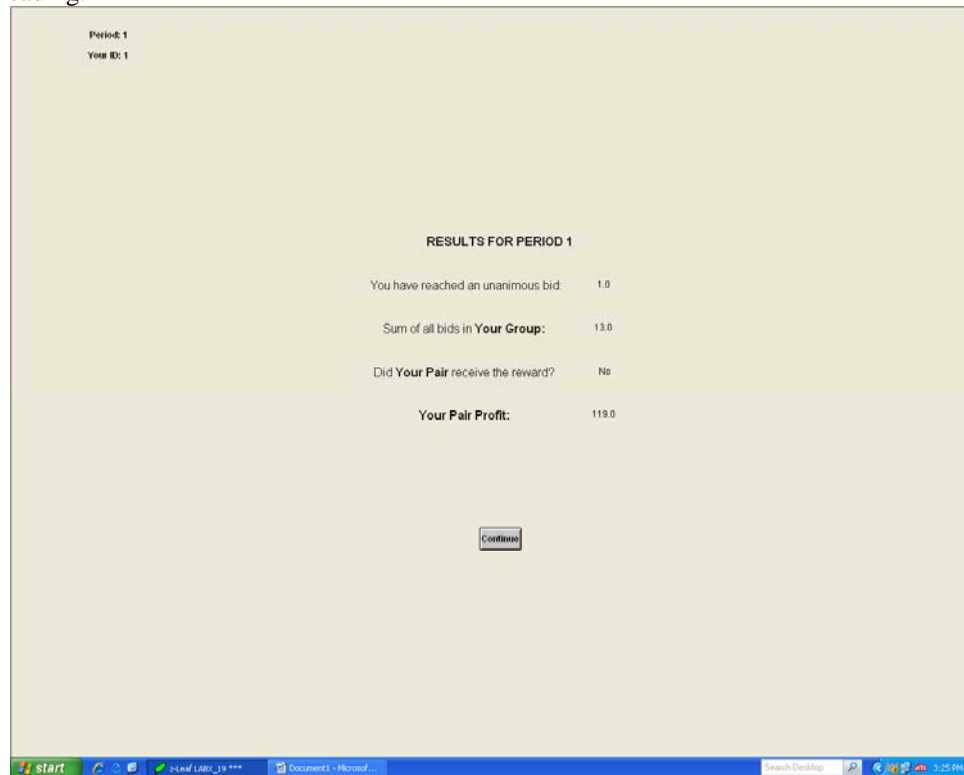 Period: 1
Your ID: 1
RESULTS FOR PERIOD 1
You have reached an unanimous bid: 1.0
Sum of all bids in Your Group: 13.0
Did Your Pair receive the reward? No
Your Pair Profit: 119.0
Continue
start z-Leaf LABX_19 *** Document1 - Microsof... Search Desktop 3:25 PM